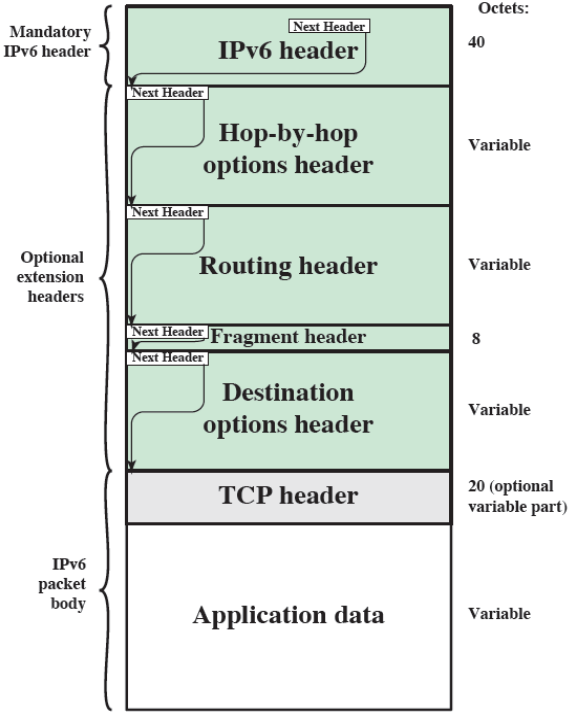 Octets:
Mandatory
IPv6 header
Next Header
IPv6 header
40
Next Header
Hop-by-hop
options header
Variable
Next Header
Optional
extension
headers
Routing header
Variable
Next Header
Fragment header
8
Next Header
Destination
options header
Variable
TCP header
20 (optional
variable part)
IPv6
packet
body
Application data
Variable